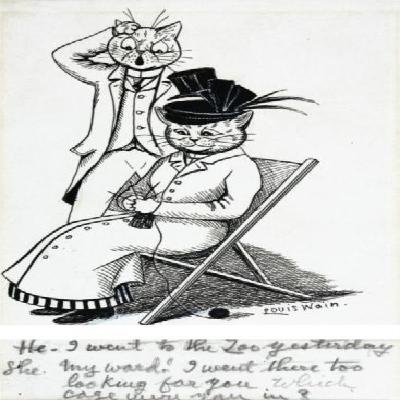 Louis Wain.
He. I went to the Zoo yesterday
She. My word! I went there too
looking for you. Which
cage were you in?